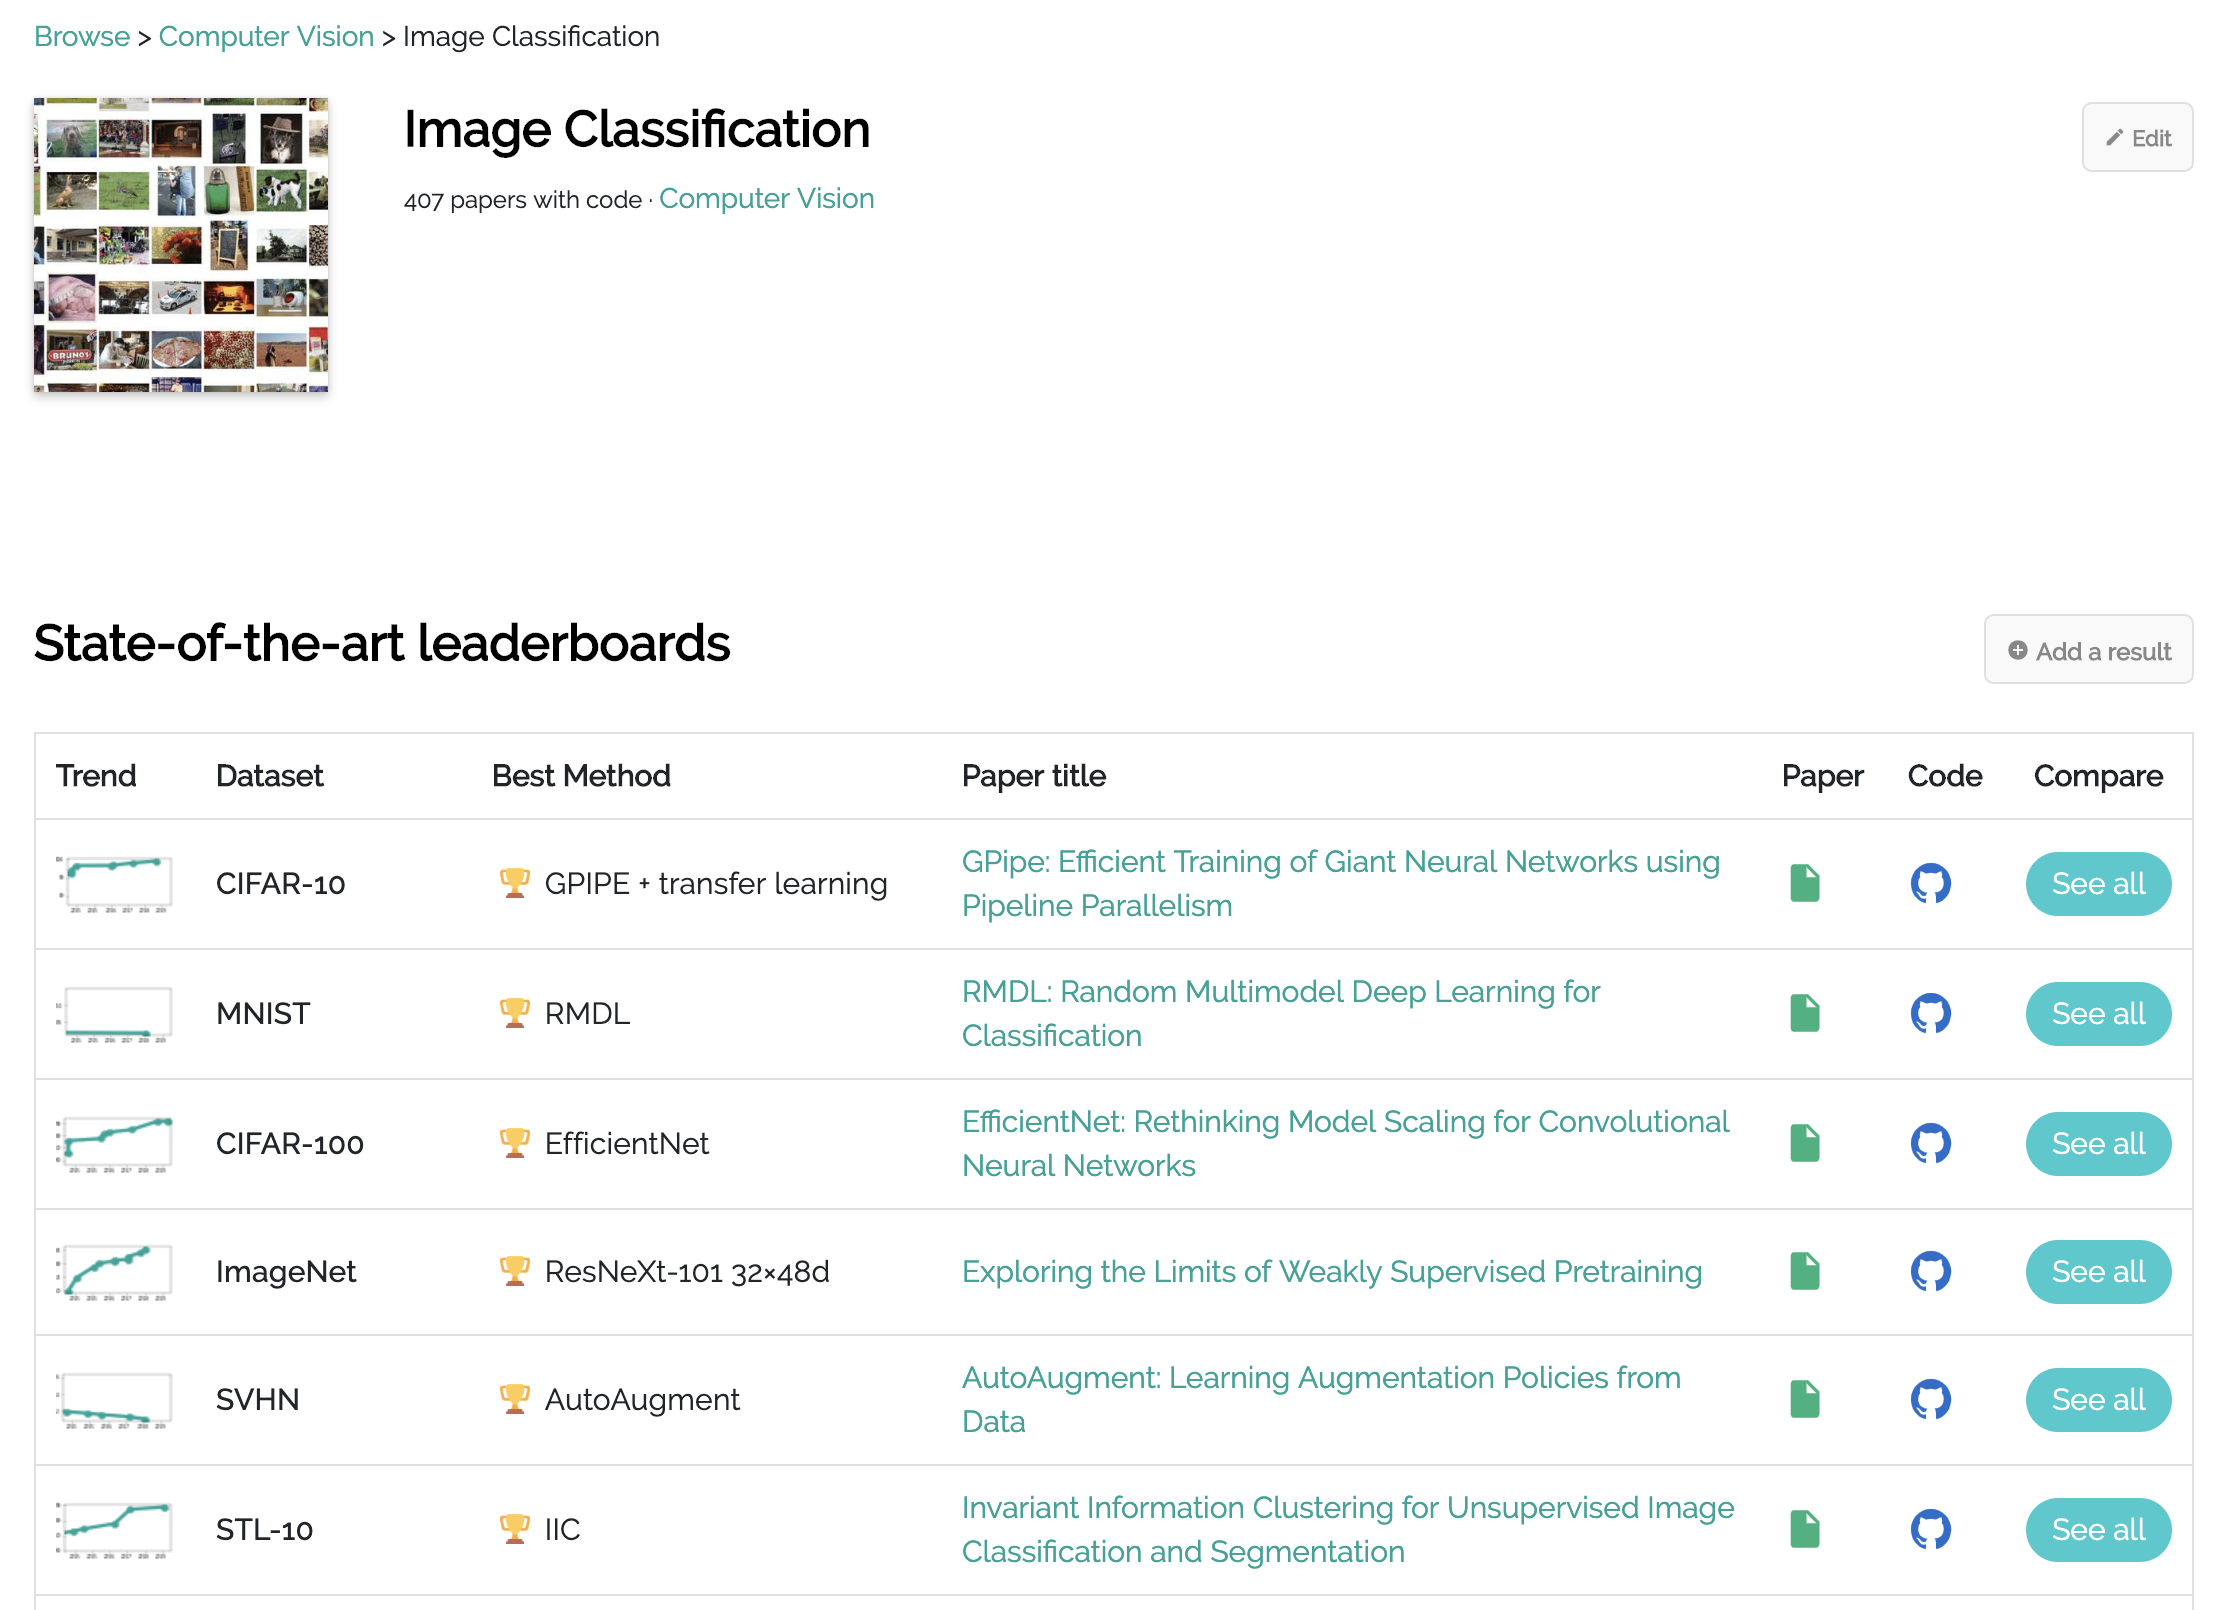 Browse > Computer Vision > Image Classification
Image Classification
Edit
407 papers with code · Computer Vision
BRUNO'S
State-of-the-art leaderboards
Add a result
Trend Dataset Best Method Paper title Paper Code Compare
GPipe: Efficient Training of Giant Neural Networks using
CIFAR-10 GPIPE + transfer learning See all
Pipeline Parallelism
RMDL: Random Multimodel Deep Learning for
MNIST RMDL See all
Classification
EfficientNet: Rethinking Model Scaling for Convolutional
CIFAR-100 EfficientNet See all
Neural Networks
ImageNet ResNeXt-101 32×48d Exploring the Limits of Weakly Supervised Pretraining See all
AutoAugment: Learning Augmentation Policies from
SVHN AutoAugment See all
Data
Invariant Information Clustering for Unsupervised Image
STL-10 IIC See all
Classification and Segmentation